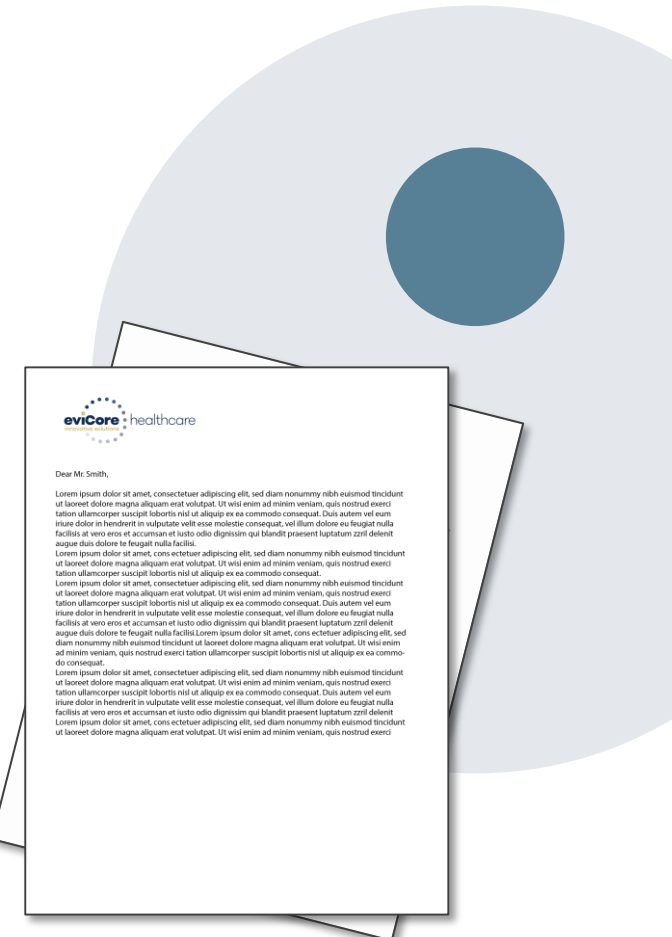 eviCore healthcare
innovative solutions
Dear Mr. Smith,
Lorem ipsum dolor sit amet, consectetuer adipiscing elit, sed diam nonummy nibh euismod tincidunt
ut laoreet dolore magna aliquam erat volutpat. Ut wisi enim ad minim veniam, quis nostrud exerci
tation ullamcorper suscipit lobortis nisl ut aliquip ex ea commodo consequat. Duis autem vel eum
iriure dolor in hendrerit in vulputate velit esse molestie consequat, vel illum dolore eu feugiat nulla
facilisis at vero eros et accumsan et iusto odio dignissim qui blandit praesent luptatum zzril delenit
augue duis dolore te feugait nulla facilisi.
Lorem ipsum dolor sit amet, cons ectetuer adipiscing elit, sed diam nonummy nibh euismod tincidunt
ut laoreet dolore magna aliquam erat volutpat. Ut wisi enim ad minim veniam, quis nostrud exerci
tation ullamcorper suscipit lobortis nisl ut aliquip ex ea commodo consequat.
Lorem ipsum dolor sit amet, consectetuer adipiscing elit, sed diam nonummy nibh euismod tincidunt
ut laoreet dolore magna aliquam erat volutpat. Ut wisi enim ad minim veniam, quis nostrud exerci
tation ullamcorper suscipit lobortis nisl ut aliquip ex ea commodo consequat. Duis autem vel eum
iriure dolor in hendrerit in vulputate velit esse molestie consequat, vel illum dolore eu feugiat nulla
facilisis at vero eros et accumsan et iusto odio dignissim qui blandit praesent luptatum zzril delenit
augue duis dolore te feugait nulla facilisi.Lorem ipsum dolor sit amet, cons ectetuer adipiscing elit, sed
diam nonummy nibh euismod tincidunt ut laoreet dolore magna aliquam erat volutpat. Ut wisi enim
ad minim veniam, quis nostrud exerci tation ullamcorper suscipit lobortis nisl ut aliquip ex ea commo-
do consequat.
Lorem ipsum dolor sit amet, consectetuer adipiscing elit, sed diam nonummy nibh euismod tincidunt
ut laoreet dolore magna aliquam erat volutpat. Ut wisi enim ad minim veniam, quis nostrud exerci
tation ullamcorper suscipit lobortis nisl ut aliquip ex ea commodo consequat. Duis autem vel eum
iriure dolor in hendrerit in vulputate velit esse molestie consequat, vel illum dolore eu feugiat nulla
facilisis at vero eros et accumsan et iusto odio dignissim qui blandit praesent luptatum zzril delenit
Lorem ipsum dolor sit amet, cons ectetuer adipiscing elit, sed diam nonummy nibh euismod tincidunt
ut laoreet dolore magna aliquam erat volutpat. Ut wisi enim ad minim veniam, quis nostrud exerci